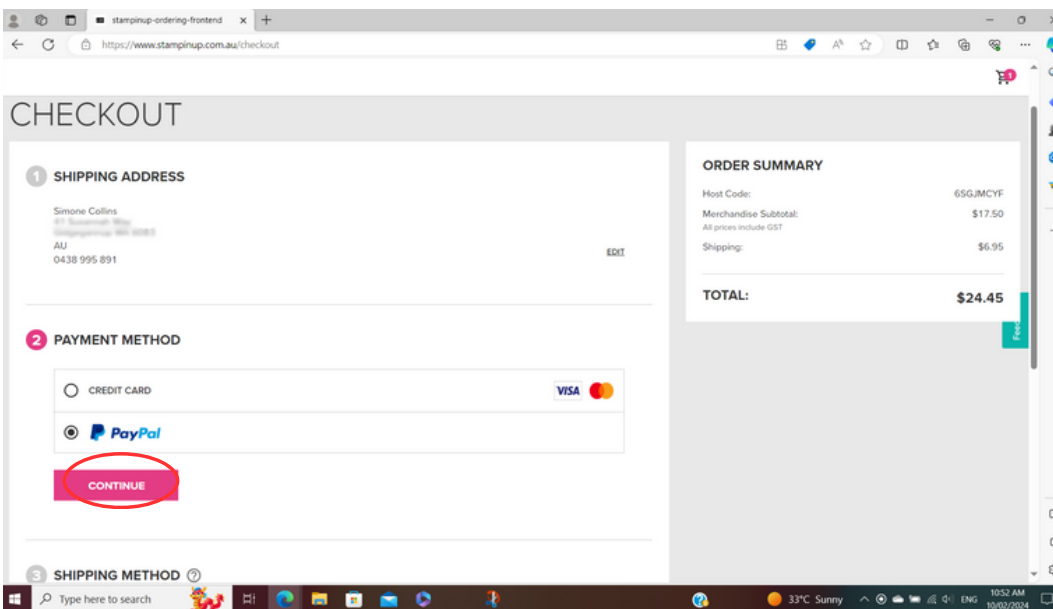 stampinup-ordering-frontend
https://www.stampinup.com.au/checkout
1
CHECKOUT
1 SHIPPING ADDRESS
Simone Collins
AU
0438 995 891
EDIT
2 PAYMENT METHOD
CREDIT CARD
VISA
PayPal
CONTINUE
3 SHIPPING METHOD
ORDER SUMMARY
Host Code: 6SGJMCYF
Merchandise Subtotal: $17.50
All prices include GST
Shipping: $6.95
TOTAL: $24.45
Type here to search
33°C Sunny
ENG
10:52 AM
10/02/2024